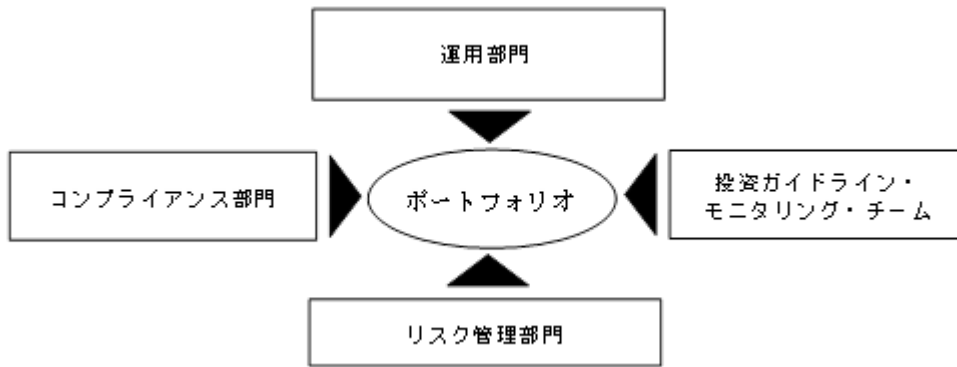 運用部門
コンプライアンス部門
ポートフォリオ
投資ガイドライン・
モニタリング・チーム
リスク管理部門